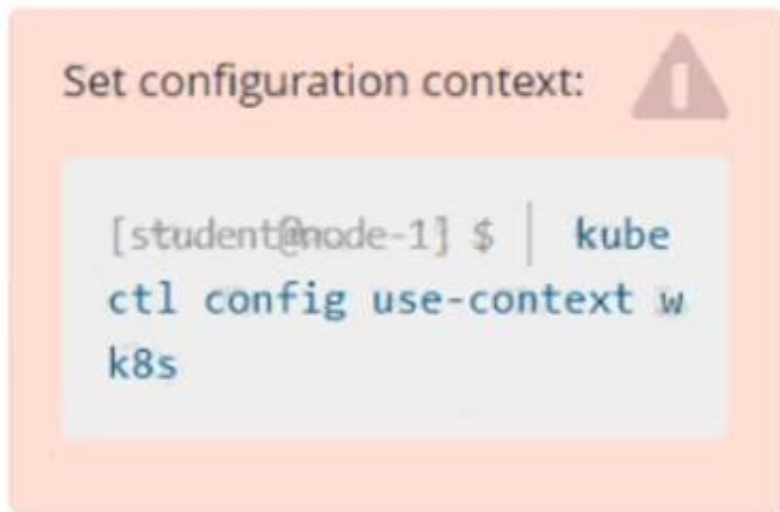 Set configuration context:
[student@node-1] $ | kube
ctl config use-context w
k8s